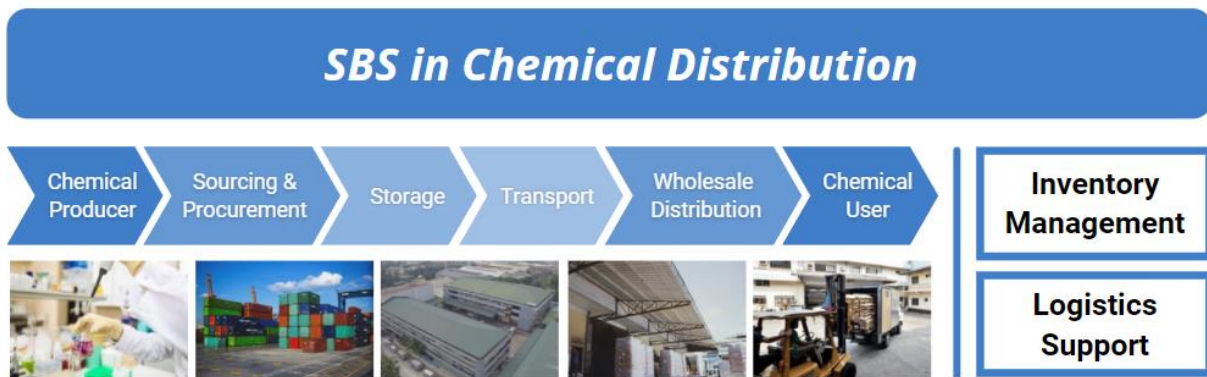 SBS in Chemical Distribution
Chemical
Producer
Sourcing &
Procurement
Storage
Transport
Wholesale
Distribution
Chemical
User
Inventory
Management
Logistics
Support